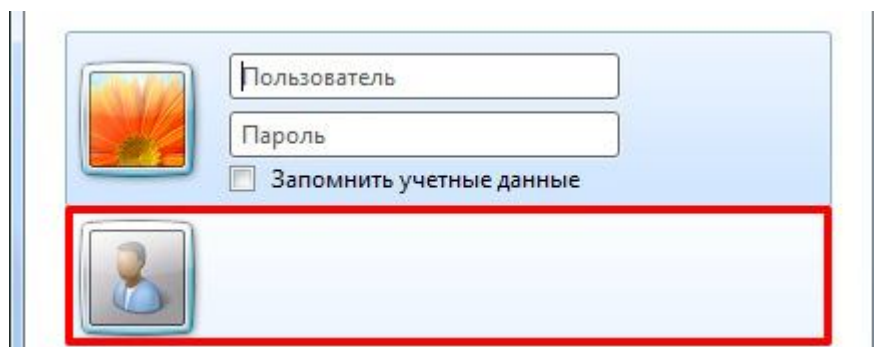 Пользователь
Пароль
Запомнить учетные данные